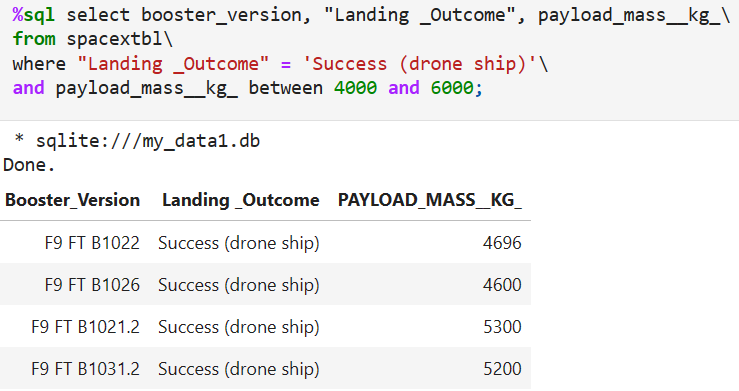 %sql select booster_version, "Landing _Outcome", payload_mass__kg_\
from spacextbl\
where "Landing _Outcome" = 'Success (drone ship)'\
and payload_mass__kg_ between 4000 and 6000;
* sqlite:///my_data1.db
Done.
Booster_Version Landing _Outcome PAYLOAD_MASS__KG_
F9 FT B1022 Success (drone ship) 4696
F9 FT B1026 Success (drone ship) 4600
F9 FT B1021.2 Success (drone ship) 5300
F9 FT B1031.2 Success (drone ship) 5200